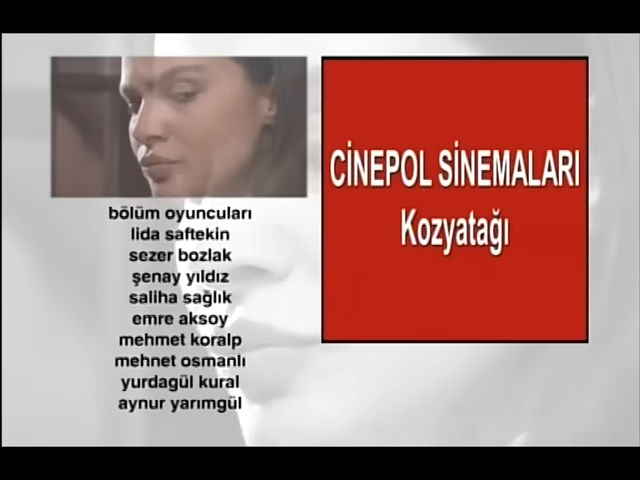 bölüm oyuncuları
lida saftekin
sezer bozlak
şenay yıldız
saliha sağlık
emre aksoy
mehmet koralp
mehnet osmanlı
yurdagül kural
aynur yarımgül
CİNEPOL SİNEMALARI
Kozyatağı